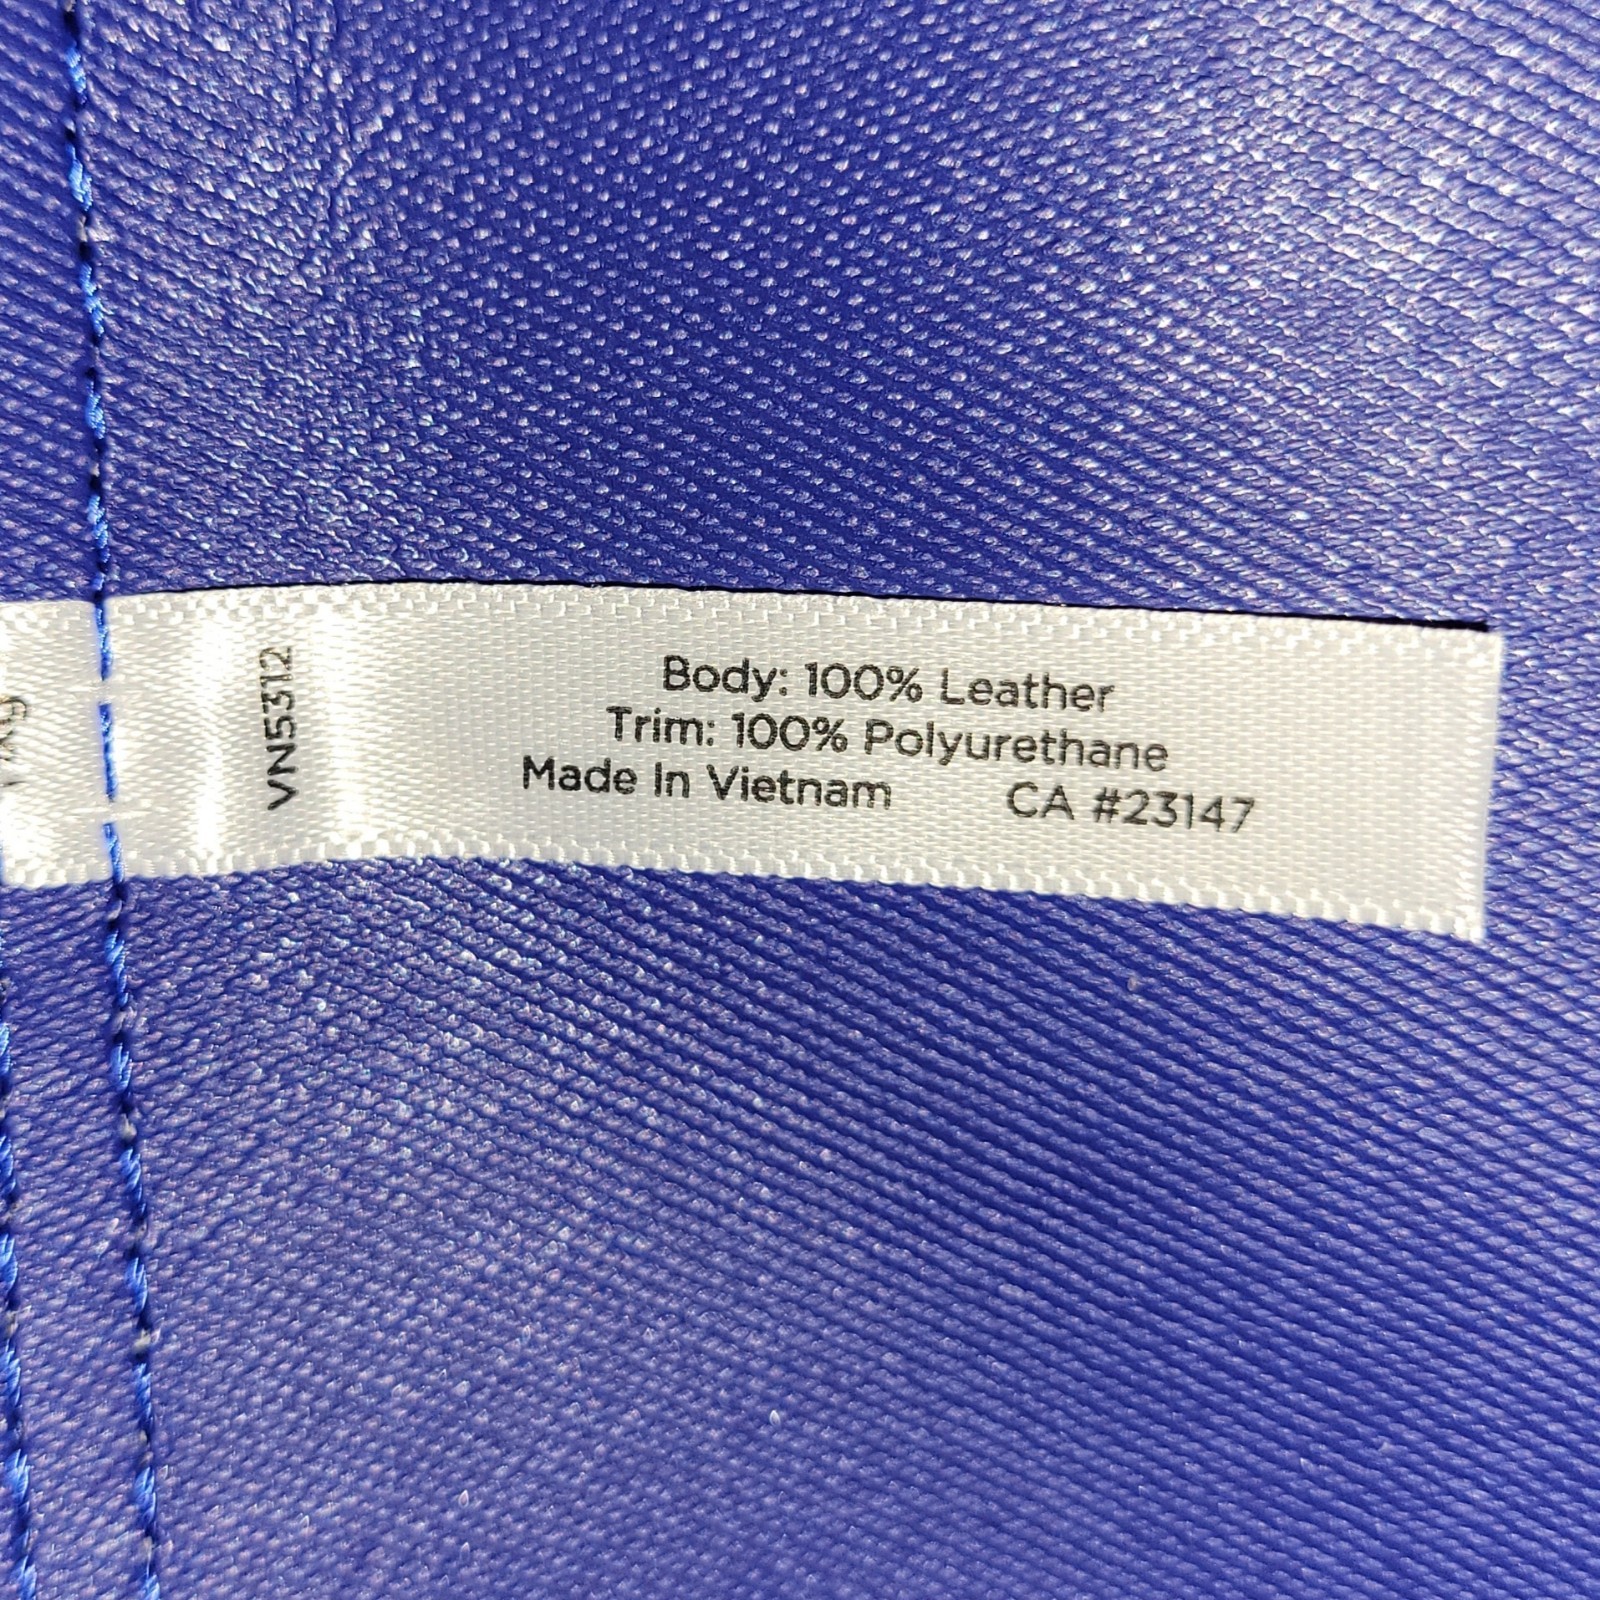 VN5312
Body: 100% Leather
Trim: 100% Polyurethane
Made In Vietnam CA #23147